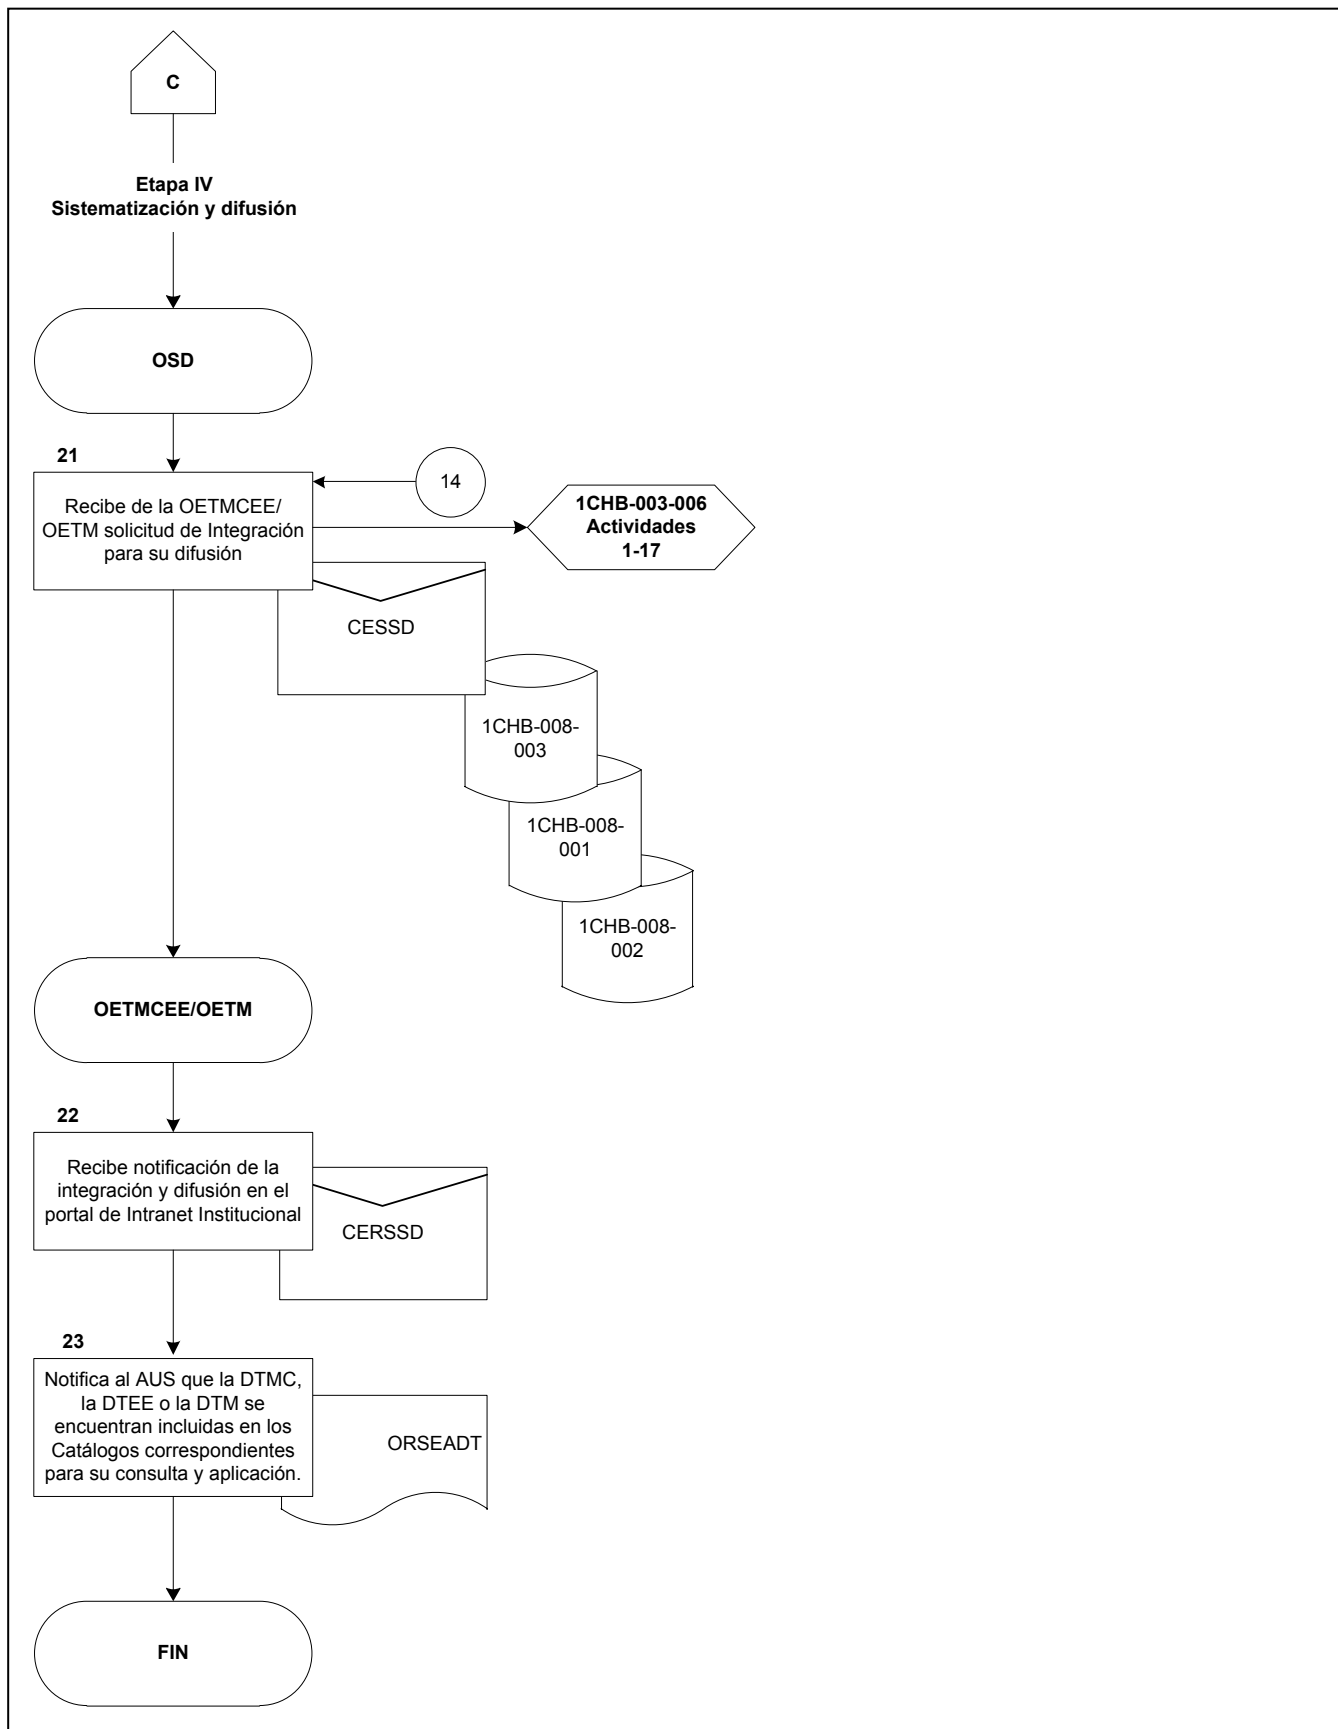 C
Etapa IV
Sistematización y difusión
OSD
21
Recibe de la OETMCEE/
OETM solicitud de Integración
para su difusión
14
1CHB-003-006
Actividades
1-17
CESSD
1CHB-008-
003
1CHB-008-
001
1CHB-008-
002
OETMCEE/OETM
22
Recibe notificación de la
integración y difusión en el
portal de Intranet Institucional
CERSSD
23
Notifica al AUS que la DTMC,
la DTEE o la DTM se
encuentran incluidas en los
Catálogos correspondientes
para su consulta y aplicación.
ORSEADT
FIN